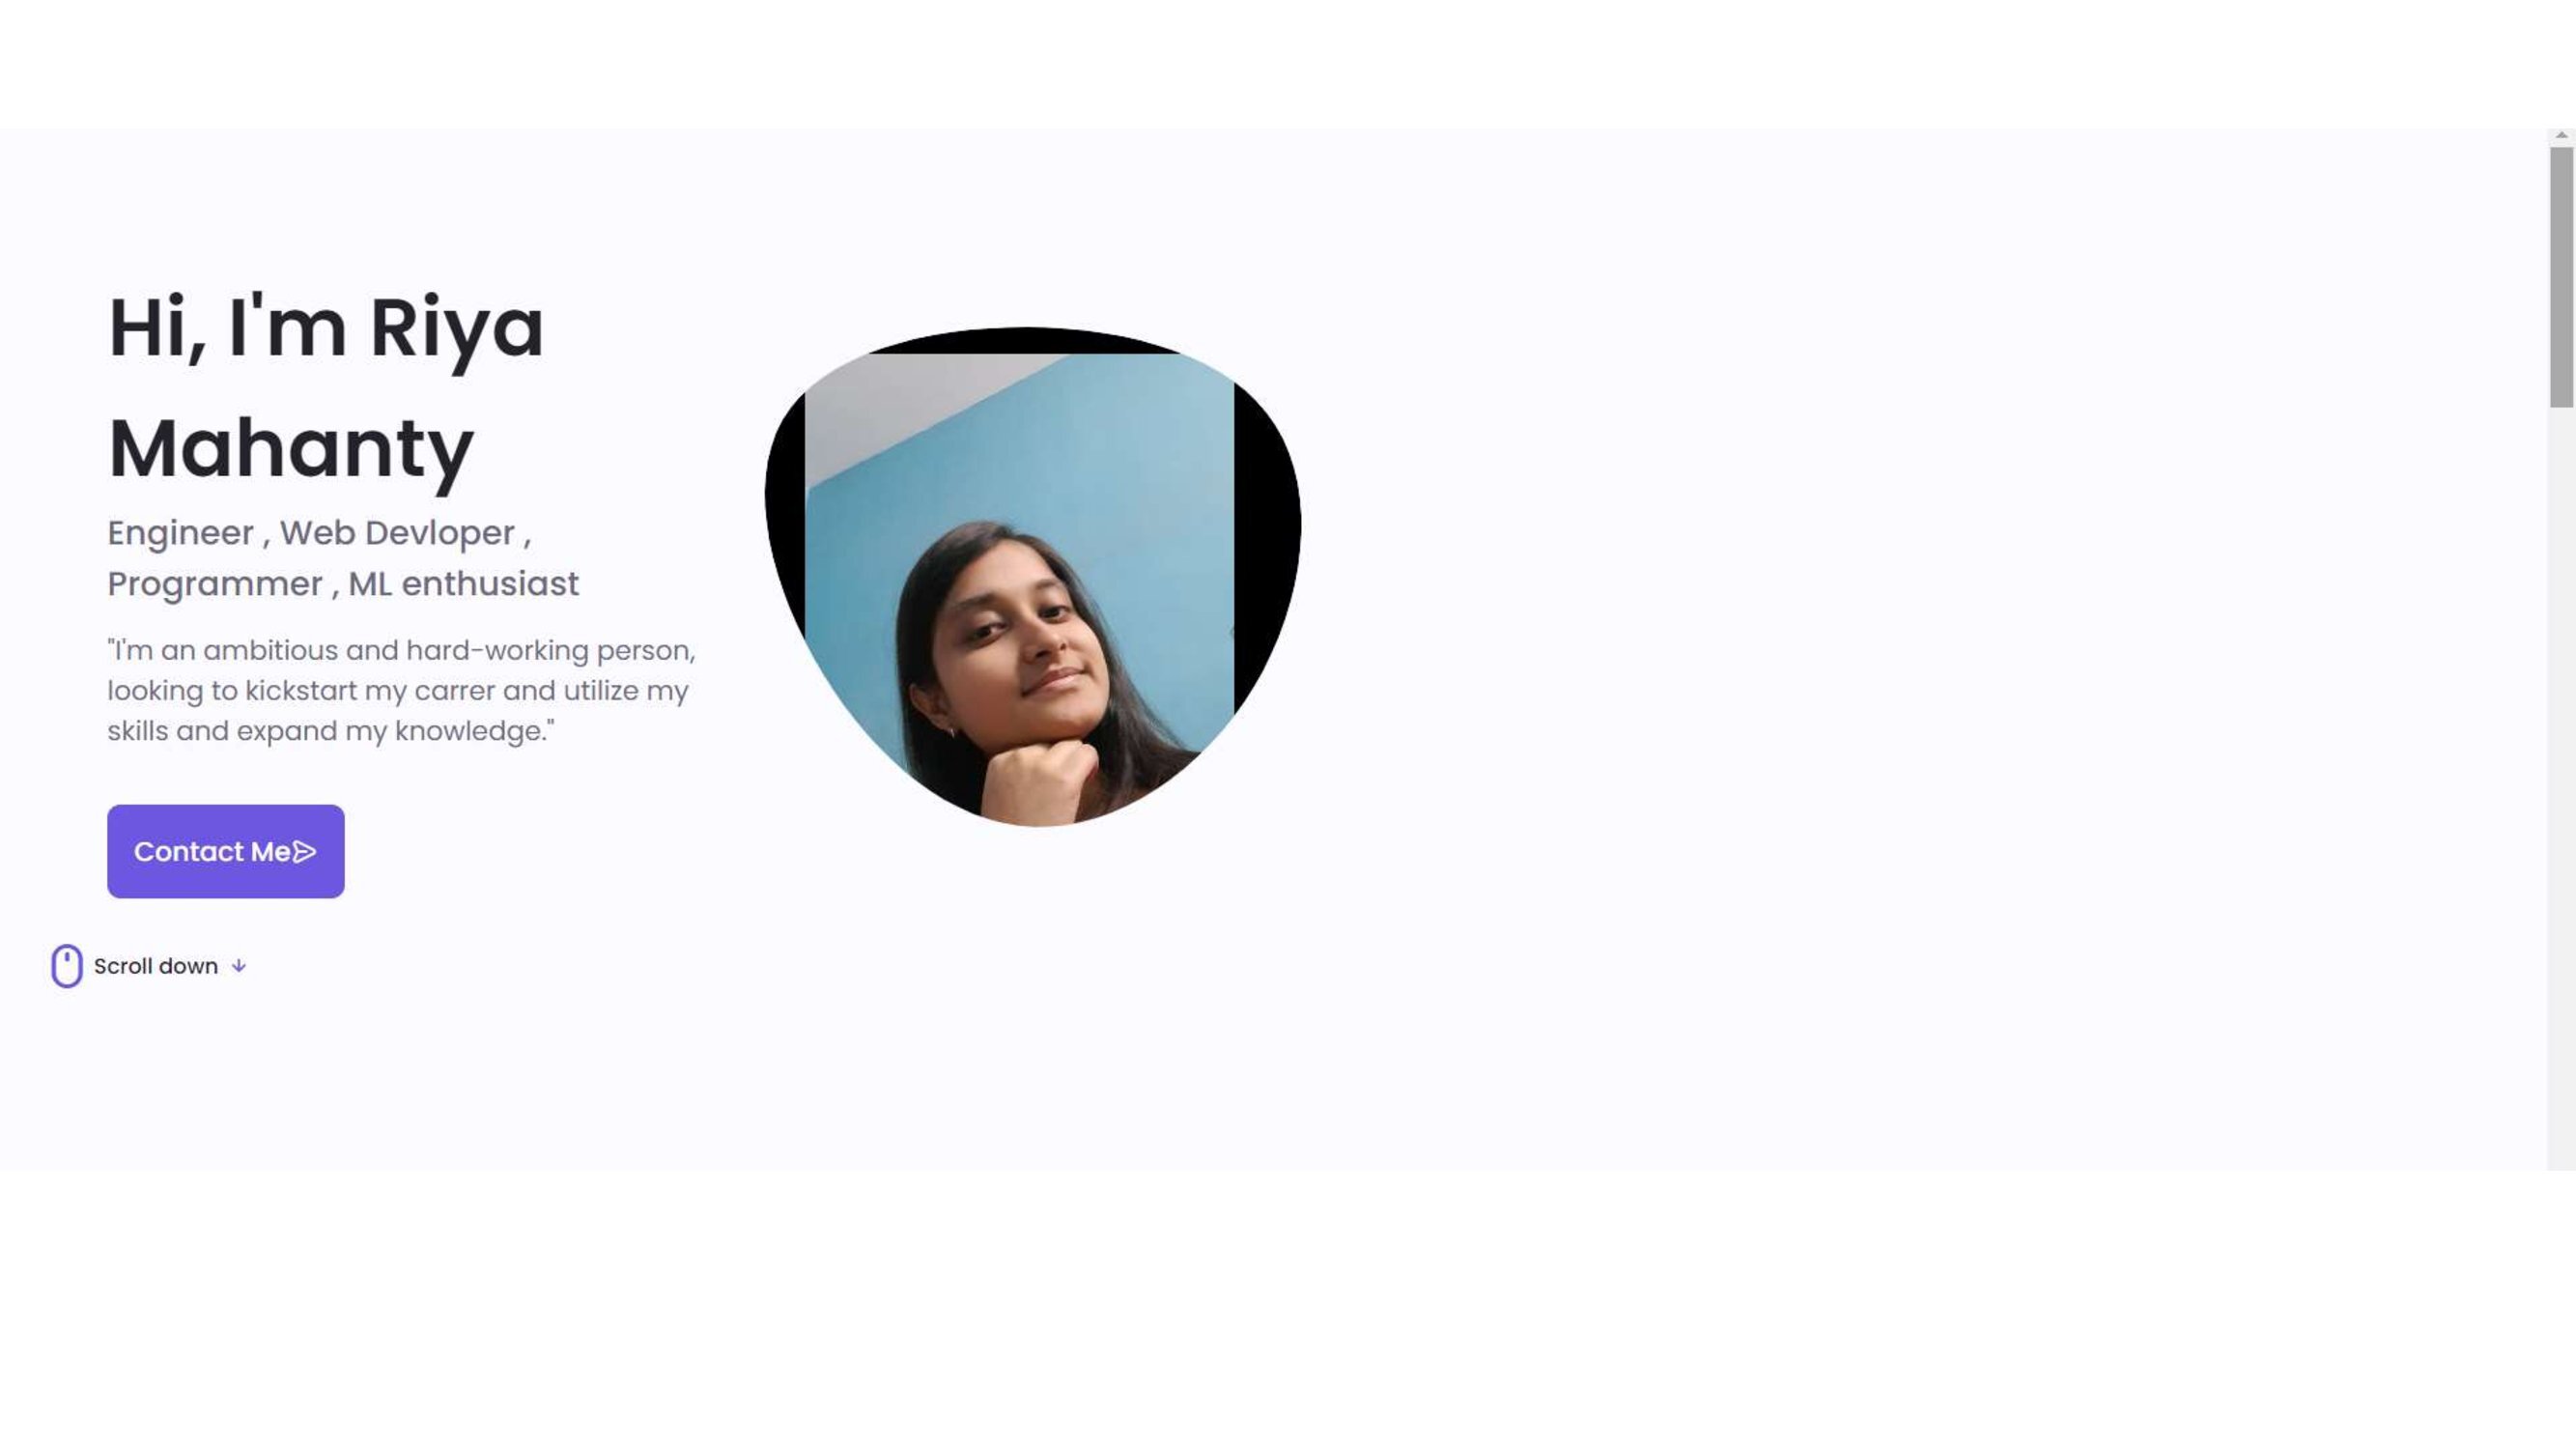 Hi, I'm Riya
Mahanty
Engineer , Web Devloper ,
Programmer , ML enthusiast
"I'm an ambitious and hard-working person,
looking to kickstart my carrer and utilize my
skills and expand my knowledge."
Contact Me
Scroll down